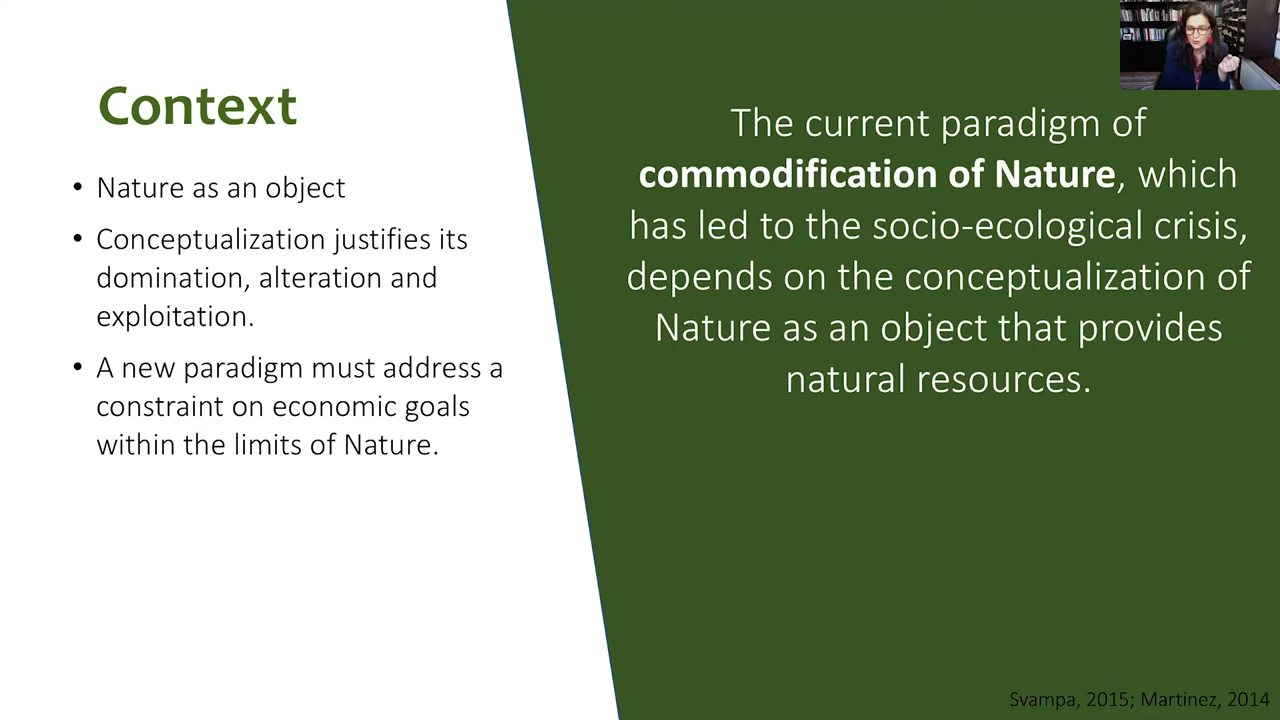 Context
• Nature as an object
• Conceptualization justifies its
domination, alteration and
exploitation.
• A new paradigm must address a
constraint on economic goals
within the limits of Nature.
The current paradigm of
commodification of Nature, which
has led to the socio-ecological crisis,
depends on the conceptualization of
Nature as an object that provides
natural resources.
Svampa, 2015; Martinez, 2014